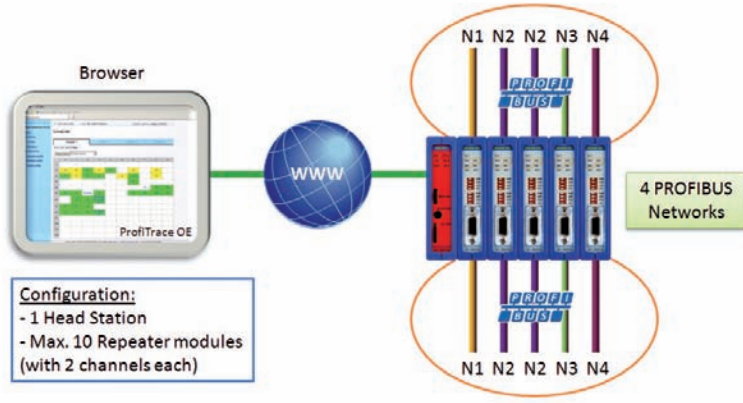 Browser
ProfiTrace OE
Configuration:
- 1 Head Station
- Max. 10 Repeater modules
(with 2 channels each)
WWW
N1 N2 N2 N3 N4
PROFI
BUS
4 PROFIBUS
Networks
PROFI
BUS
N1 N2 N2 N3 N4